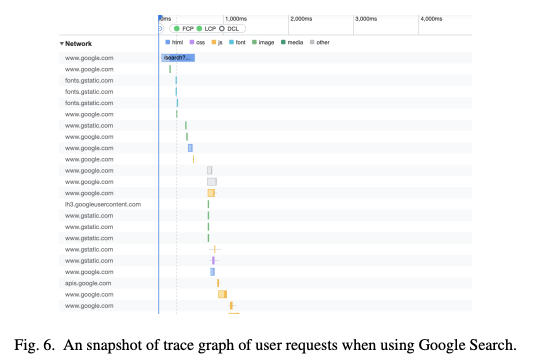 0ms 1,000ms 2,000ms 3,000ms 4,000ms
FCP LCP DCL
Network html css js font image media other
www.google.com /search?...
www.google.com
fonts.gstatic.com
fonts.gstatic.com
fonts.gstatic.com
www.google.com
www.gstatic.com
www.google.com
www.google.com
www.google.com
www.google.com
www.google.com
www.google.com
lh3.googleusercontent.com
www.gstatic.com
www.gstatic.com
www.gstatic.com
www.gstatic.com
www.gstatic.com
www.google.com
apis.google.com
www.google.com
www.google.com
Fig. 6. An snapshot of trace graph of user requests when using Google Search.